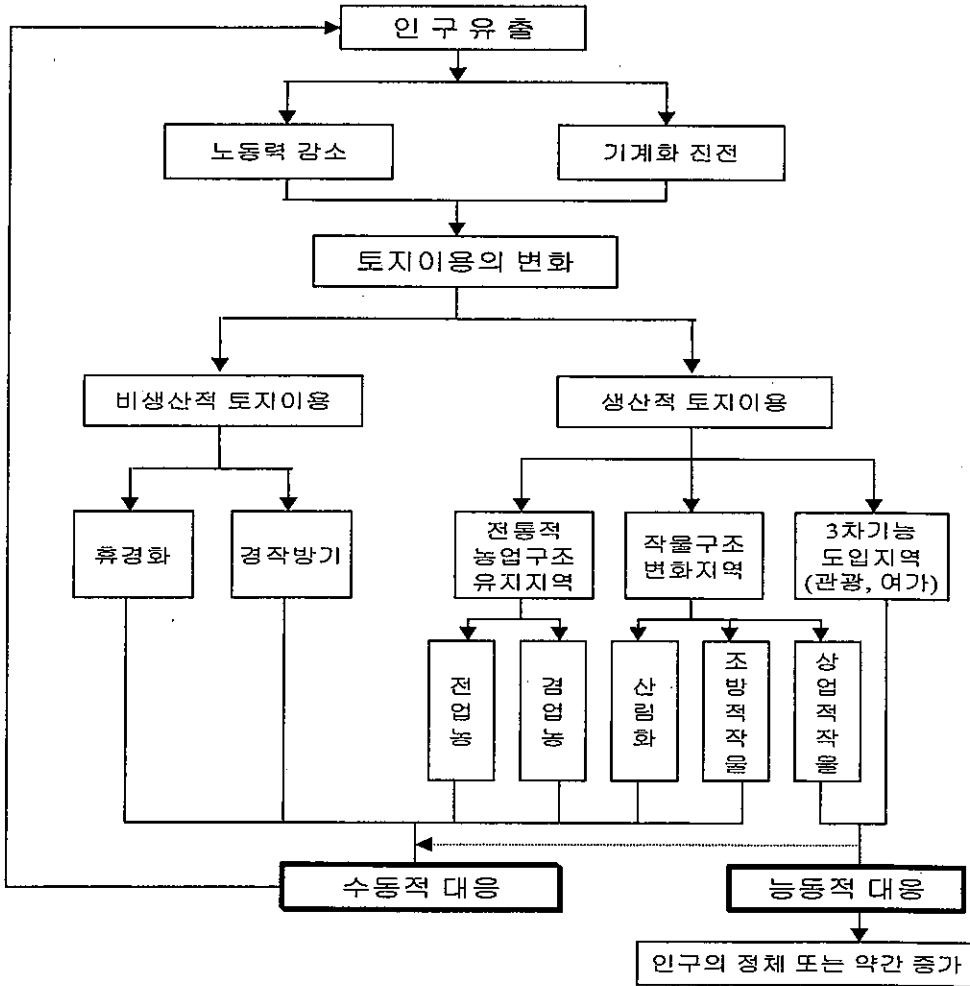 인 구 유 출
노동력 감소
기계화 진전
토지이용의 변화
비생산적 토지이용
생산적 토지이용
휴경화
경작방기
전통적
농업구조
유지지역
작물구조
변화지역
3차기능
도입지역
(관광, 여가)
전업농
겸업농
산림화
조방적작물
상업적작물
수동적 대응
능동적 대응
인구의 정체 또는 약간 증가